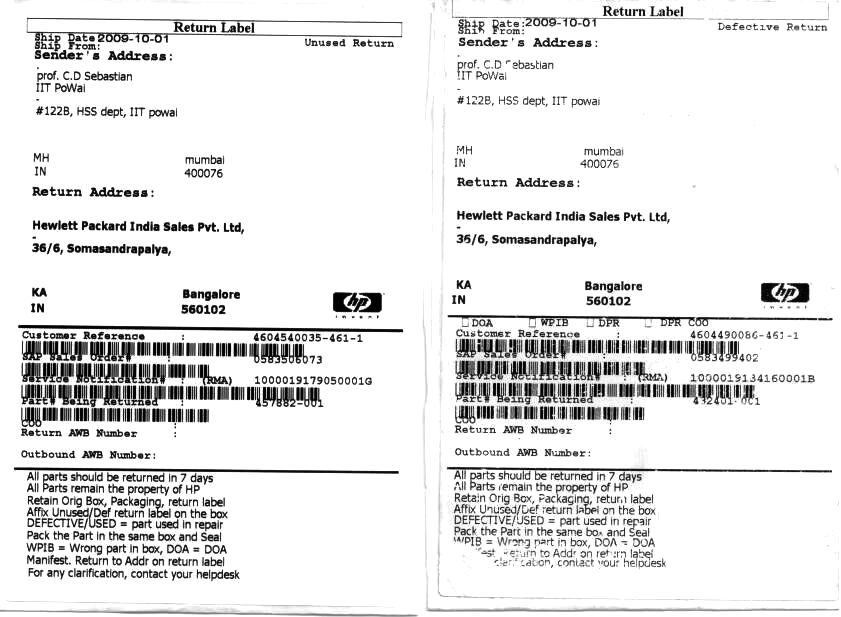 Return Label
Ship Date:2009-10-01
Ship From:
Unused Return
Sender's Address:
-
prof. C.D Sebastian
IIT PoWai
-
#122B, HSS dept, IIT powai
MH mumbai
IN 400076
Return Address:
Hewlett Packard India Sales Pvt. Ltd,
-
36/6, Somasandrapalya,
KA Bangalore
IN 560102
hp
invent
Customer Reference : 4604540035-461-1
SAP Sales Order# : 0583506073
Service Notification# : (RMA) 1000019179050001G
Part# Being Returned : 457882-001
COO
Return AWB Number :
Outbound AWB Number:
All parts should be returned in 7 days
All Parts remain the property of HP
Retain Orig Box, Packaging, return label
Affix Unused/Def return label on the box
DEFECTIVE/USED = part used in repair
Pack the Part in the same box and Seal
WPIB = Wrong part in box, DOA = DOA
Manifest. Return to Addr on return label
For any clarification, contact your helpdesk
Return Label
Ship Date:2009-10-01
Ship From:
Defective Return
Sender's Address:
-
prof. C.D Sebastian
IIT PoWai
-
#122B, HSS dept, IIT powai
MH mumbai
IN 400076
Return Address:
Hewlett Packard India Sales Pvt. Ltd,
-
36/6, Somasandrapalya,
KA Bangalore
IN 560102
hp
invent
DOA WPIB DPR DPR COO
Customer Reference : 4604490086-461-1
SAP Sales Order# : 0583499402
Service Notification# : (RMA) 1000019134160001B
Part# Being Returned : 432401-001
COO
Return AWB Number :
Outbound AWB Number:
All parts should be returned in 7 days
All Parts remain the property of HP
Retain Orig Box, Packaging, return label
Affix Unused/Def return label on the box
DEFECTIVE/USED = part used in repair
Pack the Part in the same box and Seal
WPIB = Wrong part in box, DOA = DOA
Return to Addr on return label
clarification, contact your helpdesk